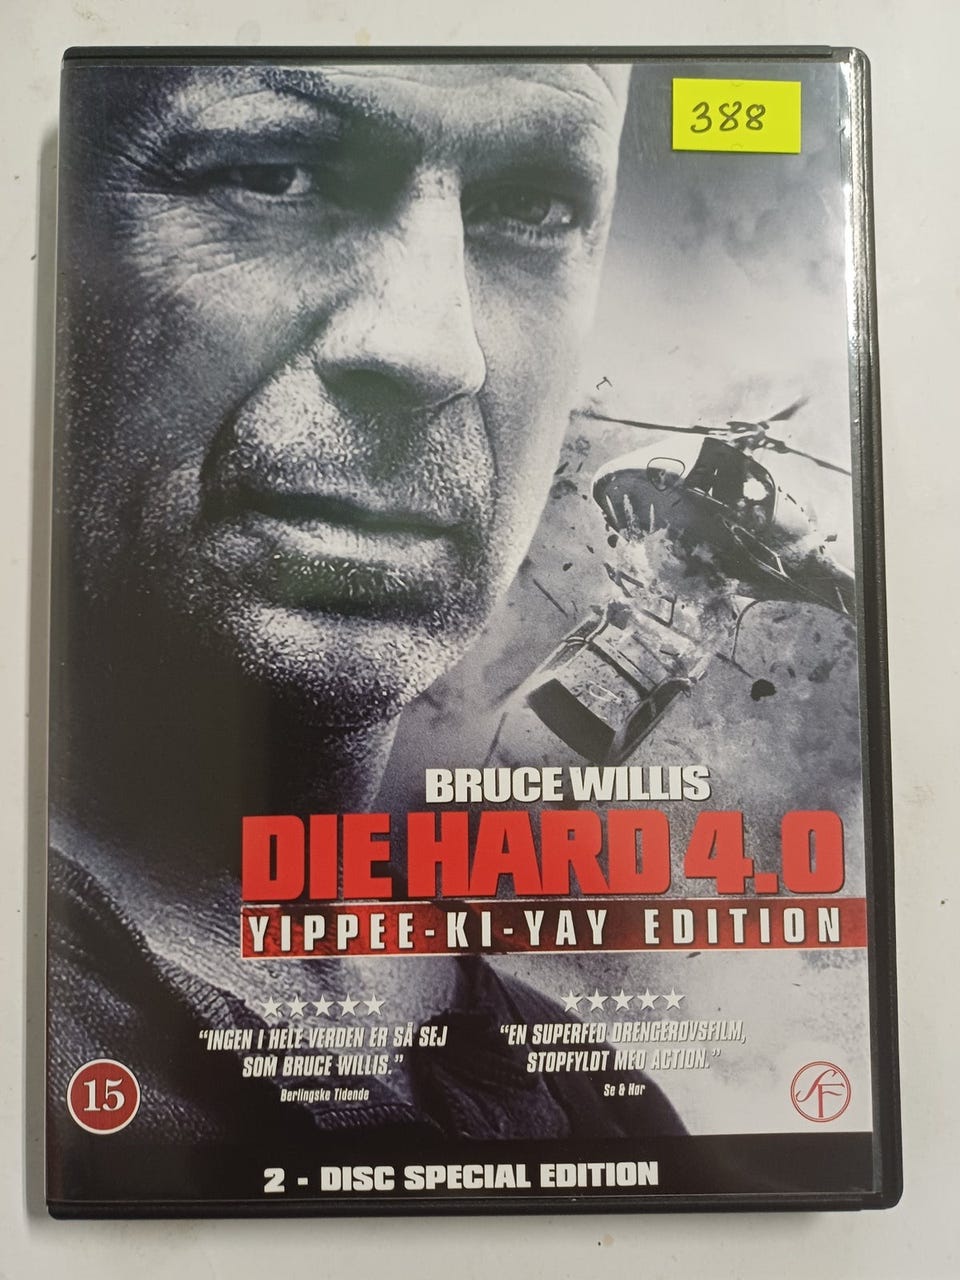 388
BRUCE WILLIS
DIE HARD 4.0
YIPPEE-KI-YAY EDITION
"INGEN I HELE VERDEN ER SÅ SEJ
SOM BRUCE WILLIS."
Berlingske Tidende
"EN SUPERFED DRENGERØVSFILM,
STOPFYLDT MED ACTION."
Se & Hør
15
SF
2 - DISC SPECIAL EDITION